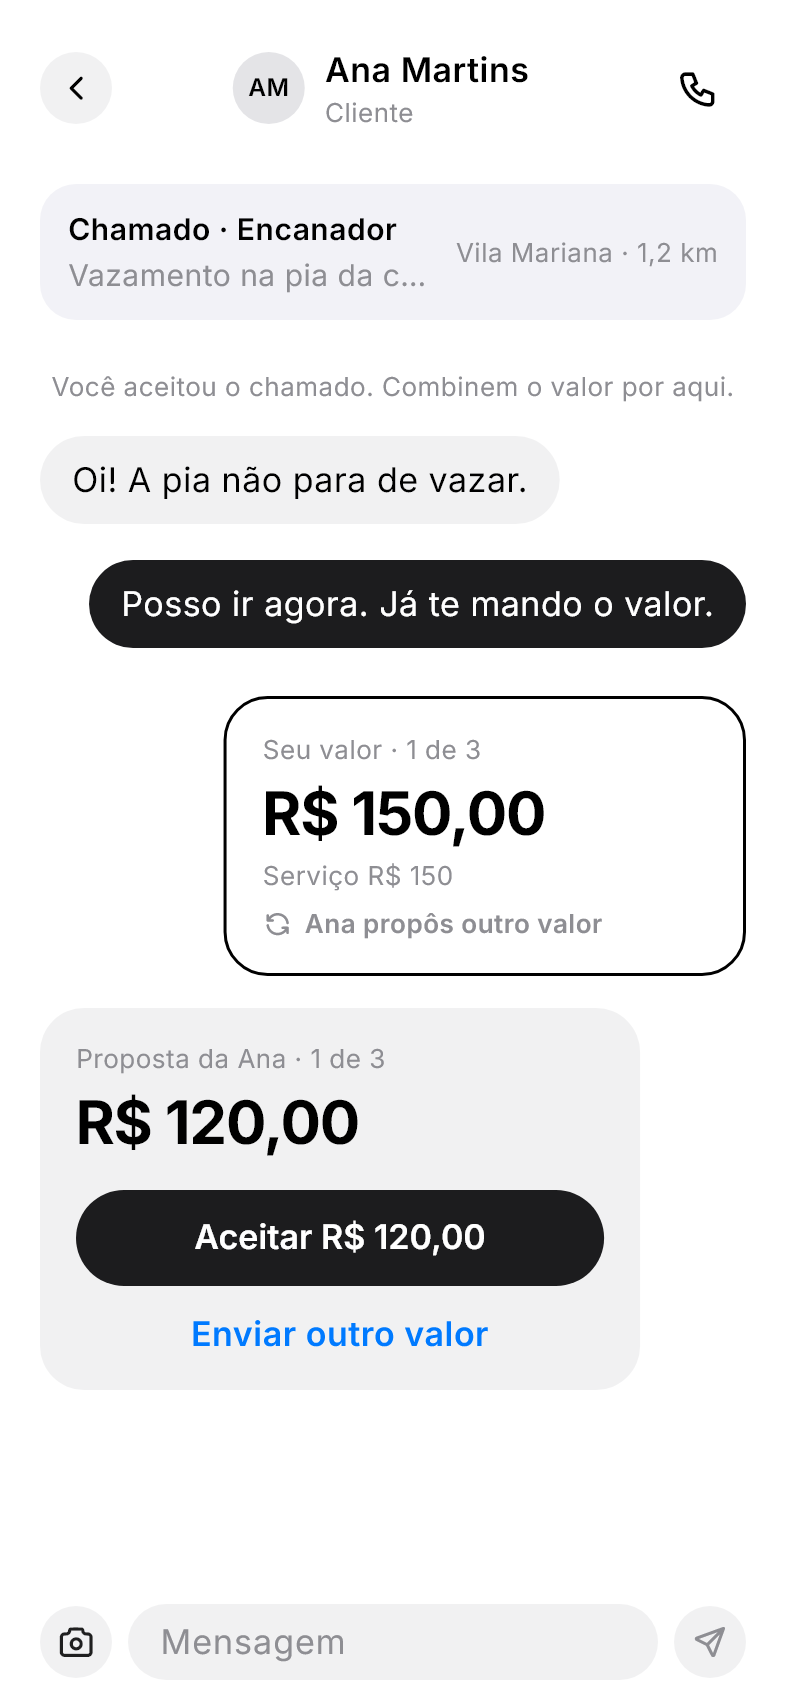 AM
Ana Martins
Cliente
Chamado · Encanador
Vazamento na pia da c...
Vila Mariana · 1,2 km
Você aceitou o chamado. Combinem o valor por aqui.
Oi! A pia não para de vazar.
Posso ir agora. Já te mando o valor.
Seu valor · 1 de 3
R$ 150,00
Serviço R$ 150
Ana propôs outro valor
Proposta da Ana · 1 de 3
R$ 120,00
Aceitar R$ 120,00
Enviar outro valor
Mensagem